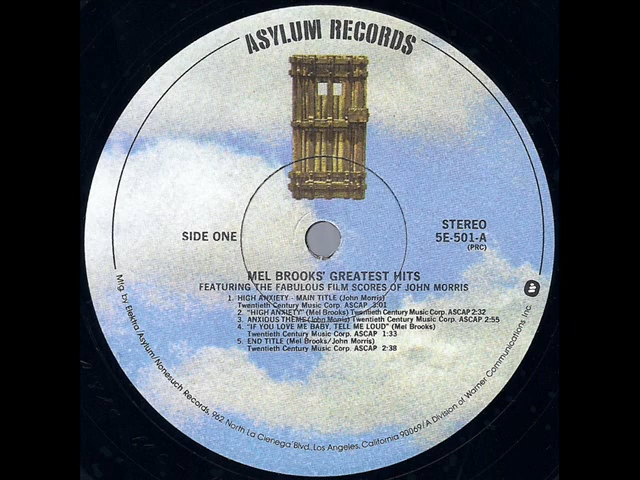 ASYLUM RECORDS
SIDE ONE
STEREO
5E-501-A
(PRC)
MEL BROOKS' GREATEST HITS
FEATURING THE FABULOUS FILM SCORES OF JOHN MORRIS
1. HIGH ANXIETY - MAIN TITLE (John Morris)
Twentieth Century Music Corp. ASCAP 3:01
2. "HIGH ANXIETY" (Mel Brooks) Twentieth Century Music Corp. ASCAP 2:32
3. ANXIOUS THEME (John Morris) Twentieth Century Music Corp. ASCAP 2:55
4. "IF YOU LOVE ME BABY, TELL ME LOUD" (Mel Brooks)
Twentieth Century Music Corp. ASCAP 1:33
5. END TITLE (Mel Brooks/John Morris)
Twentieth Century Music Corp. ASCAP 2:38
Mfg. by Elektra/Asylum/Nonesuch Records, 962 North La Cienega Blvd., Los Angeles, California 90069/A Division of Warner Communications Inc.